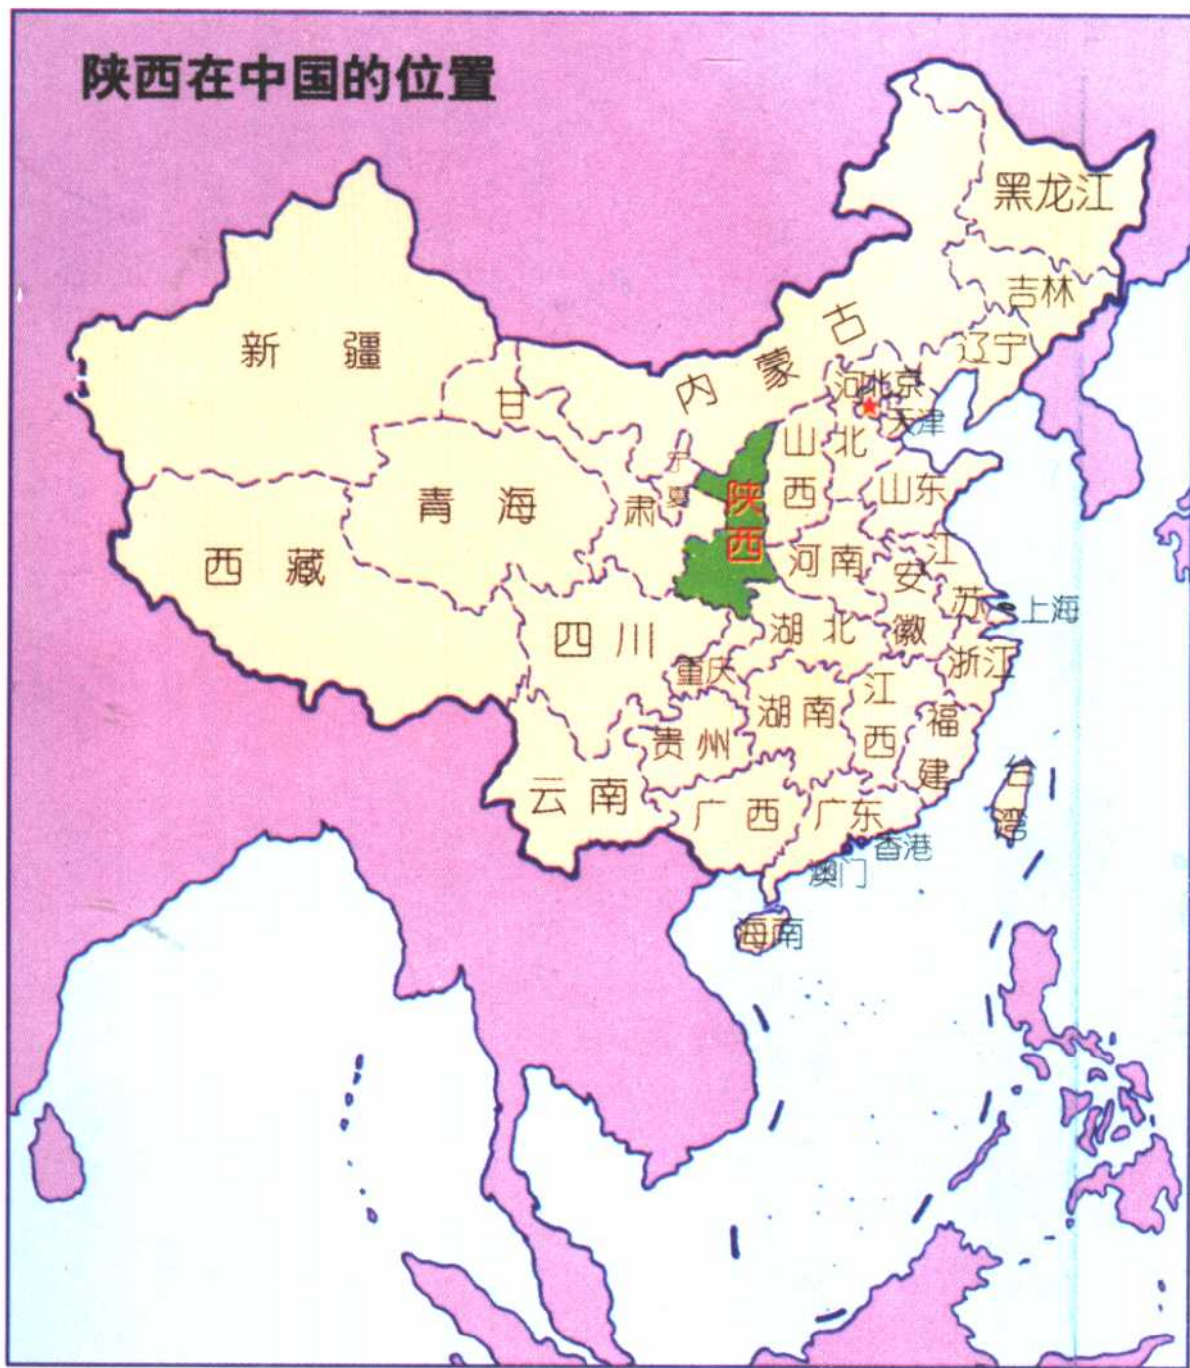 陕西在中国的位置
黑龙江
吉林
辽宁
新疆
内蒙古
甘肃
河北
北京
天津
宁夏
山西
山东
青海
陕西
西藏
河南
江苏
安徽
上海
四川
湖北
重庆
浙江
湖南
江西
福建
贵州
云南
广西
广东
台湾
香港
澳门
海南